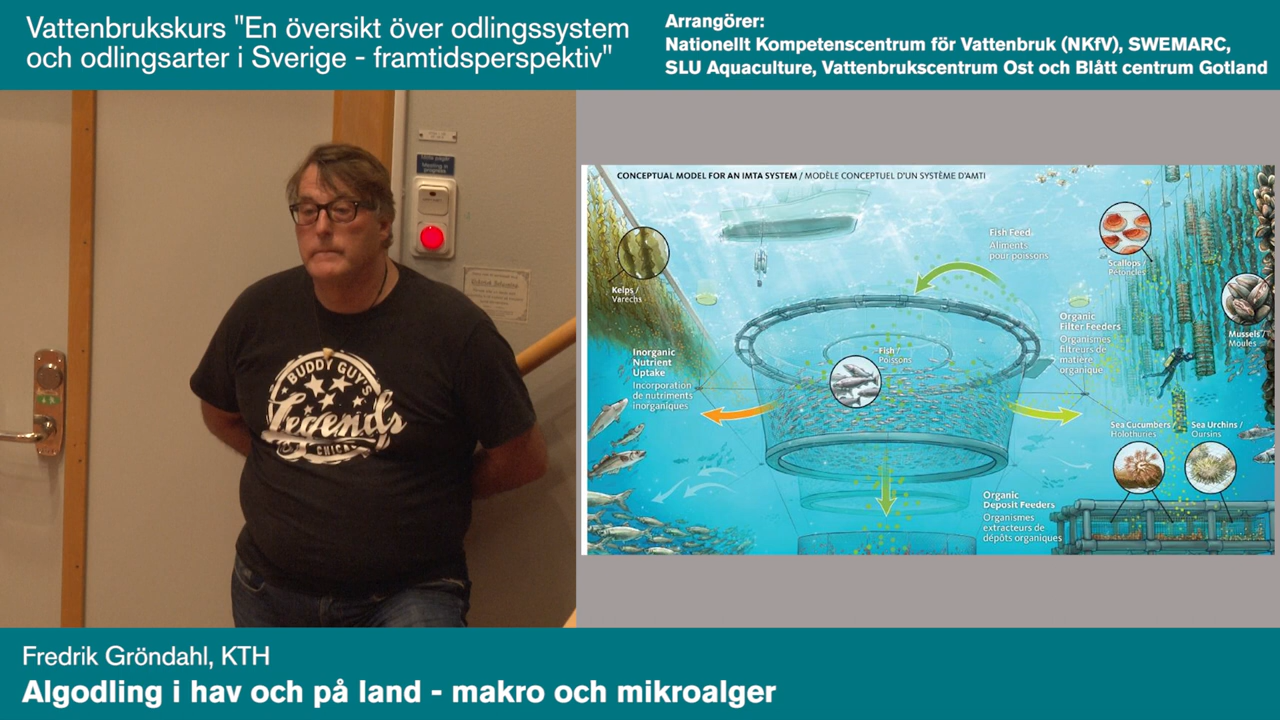 Vattenbrukskurs "En översikt över odlingssystem
och odlingsarter i Sverige - framtidsperspektiv"
Arrangörer:
Nationellt Kompetenscentrum för Vattenbruk (NKfV), SWEMARC,
SLU Aquaculture, Vattenbrukscentrum Ost och Blått centrum Gotland
BUDDY GUY'S
Legends
CHICAGO
CONCEPTUAL MODEL FOR AN IMTA SYSTEM / MODÈLE CONCEPTUEL D'UN SYSTÈME D'AMTI
Fish Feed
Aliments
pour poissons
Scallops /
Pétoncles
Kelps /
Varechs
Mussels /
Moules
Organic
Filter Feeders
Organismes
filtreurs de
matière
organique
Inorganic
Nutrient
Uptake
Incorporation
de nutriments
inorganiques
Fish /
Poissons
Sea Cucumbers
Holothuries
Sea Urchins /
Oursins
Organic
Deposit Feeders
Organismes
extracteurs de
dépôts organiques
Fredrik Gröndahl, KTH
Algodling i hav och på land - makro och mikroalger